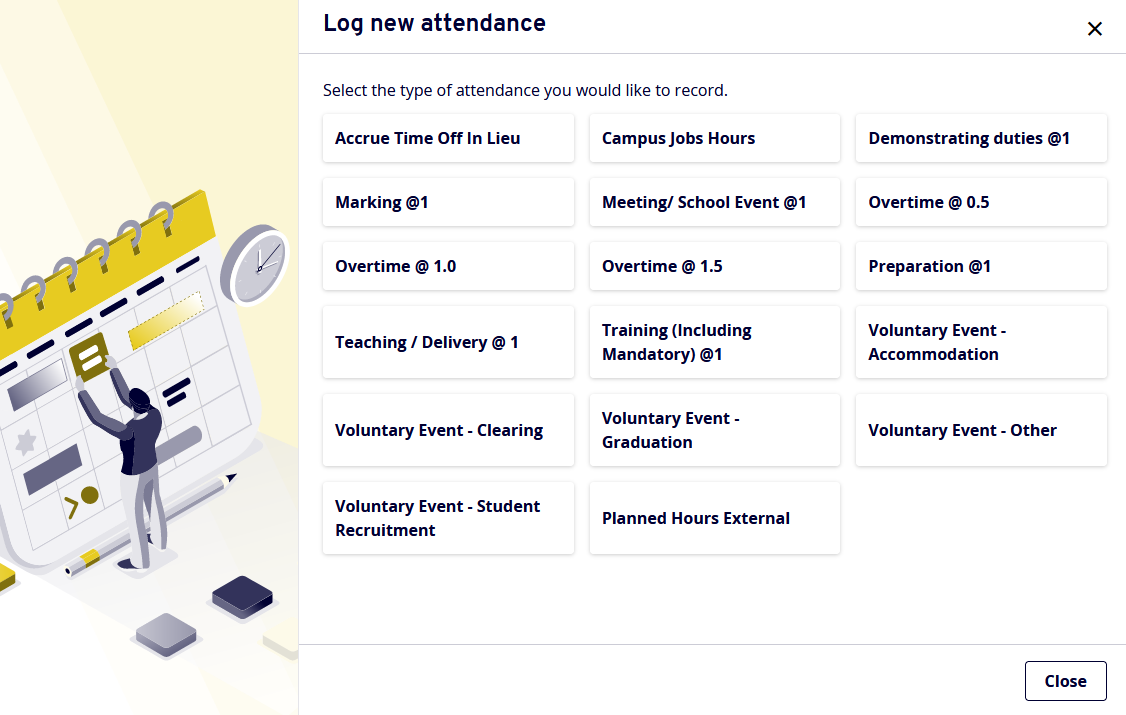 Log new attendance
Select the type of attendance you would like to record.
Accrue Time Off In Lieu
Campus Jobs Hours
Demonstrating duties @1
Marking @1
Meeting/ School Event @1
Overtime @ 0.5
Overtime @ 1.0
Overtime @ 1.5
Preparation @1
Teaching / Delivery @ 1
Training (Including
Mandatory) @1
Voluntary Event -
Accommodation
Voluntary Event - Clearing
Voluntary Event -
Graduation
Voluntary Event - Other
Voluntary Event - Student
Recruitment
Planned Hours External
Close